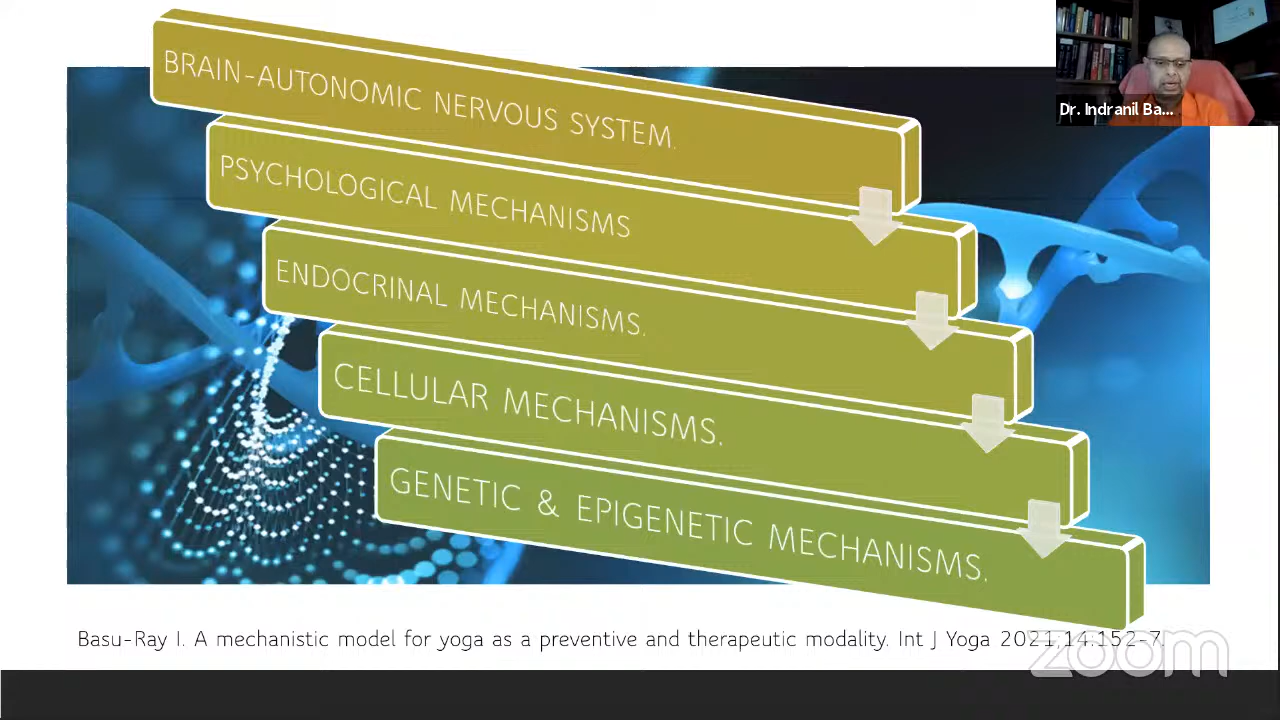 BRAIN-AUTONOMIC NERVOUS SYSTEM.
PSYCHOLOGICAL MECHANISMS
ENDOCRINAL MECHANISMS.
CELLULAR MECHANISMS.
GENETIC & EPIGENETIC MECHANISMS.
Dr. Indranil Ba...
Basu-Ray I. A mechanistic model for yoga as a preventive and therapeutic modality. Int J Yoga 2021;14:152-7.
zoom